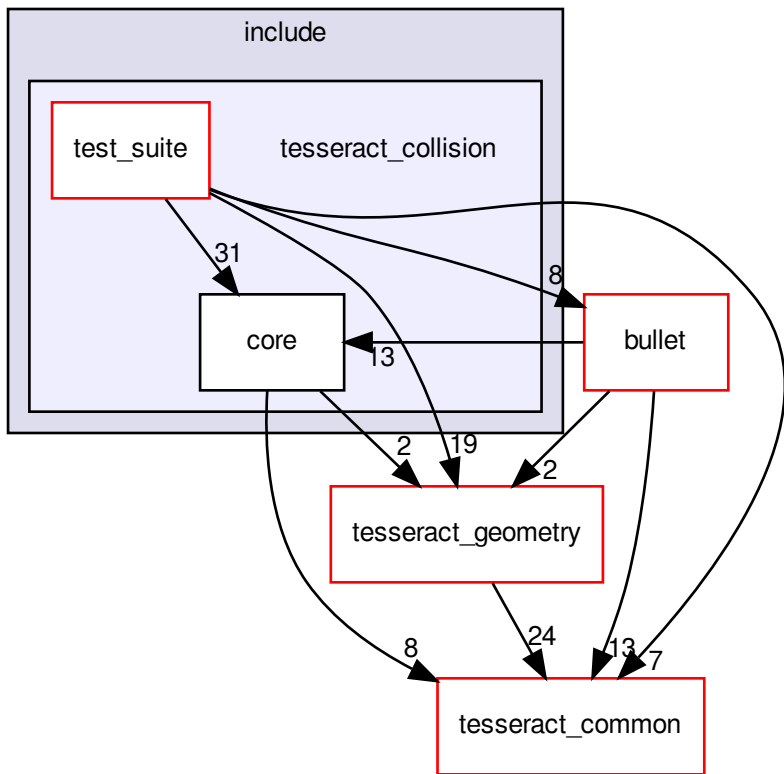 include
test_suite
tesseract_collision
31
8
core
13
bullet
2
19
2
tesseract_geometry
24
8
13
7
tesseract_common